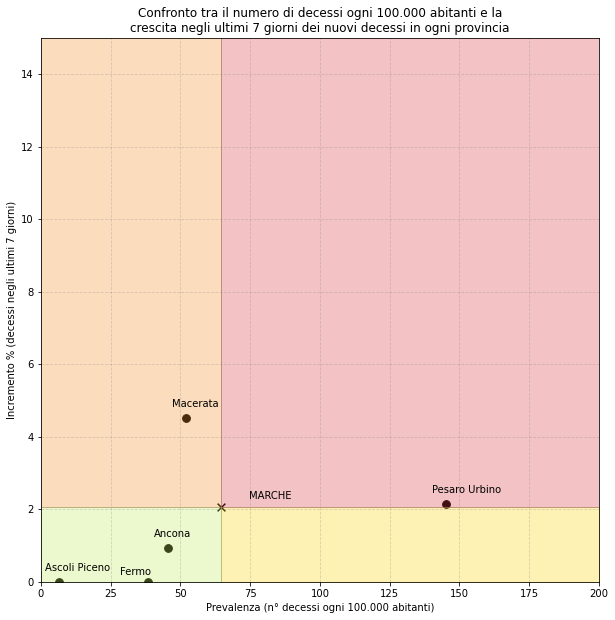 Confronto tra il numero di decessi ogni 100.000 abitanti e la
crescita negli ultimi 7 giorni dei nuovi decessi in ogni provincia
14
12
10
8
6
4
2
0
Incremento % (decessi negli ultimi 7 giorni)
Macerata
Pesaro Urbino
MARCHE
Ancona
Ascoli Piceno
Fermo
0 25 50 75 100 125 150 175 200
Prevalenza (n° decessi ogni 100.000 abitanti)